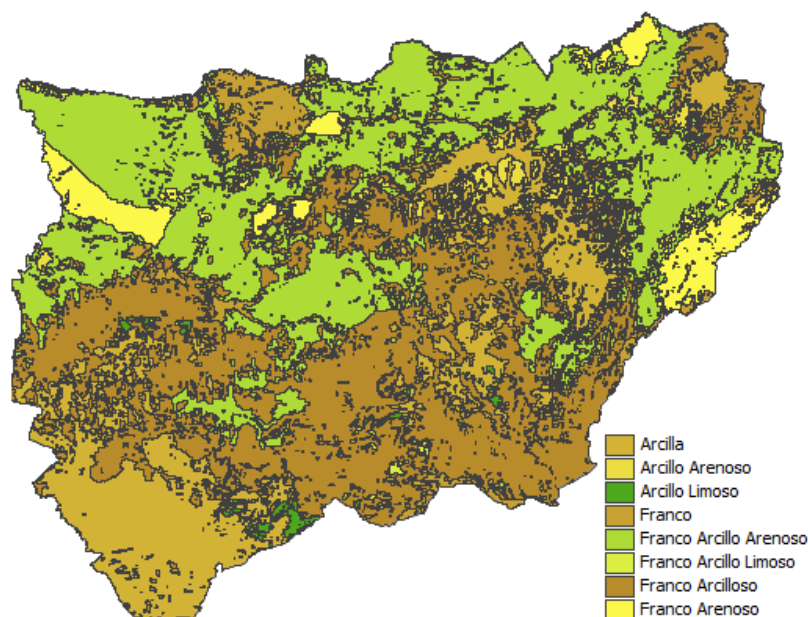 Arcilla
Arcillo Arenoso
Arcillo Limoso
Franco
Franco Arcillo Arenoso
Franco Arcillo Limoso
Franco Arcilloso
Franco Arenoso